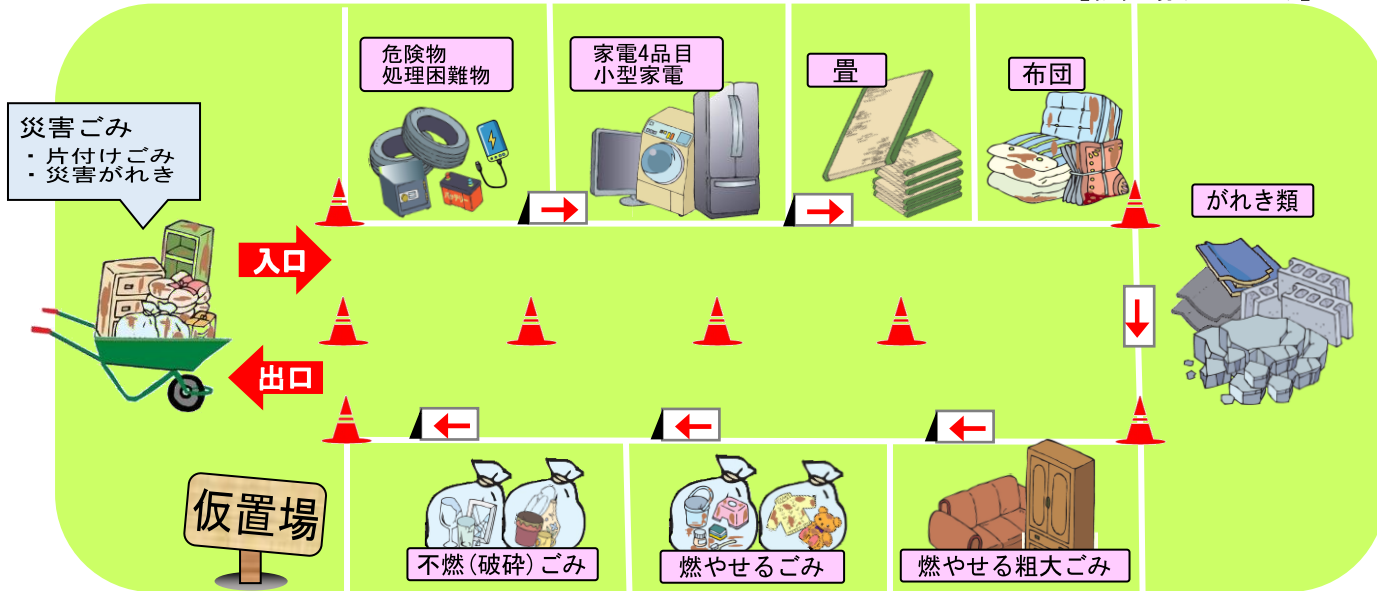 危険物
処理困難物
家電4品目
小型家電
畳
布団
災害ごみ
・片付けごみ
・災害がれき
がれき類
入口
出口
仮置場
不燃(破砕)ごみ
燃やせるごみ
燃やせる粗大ごみ